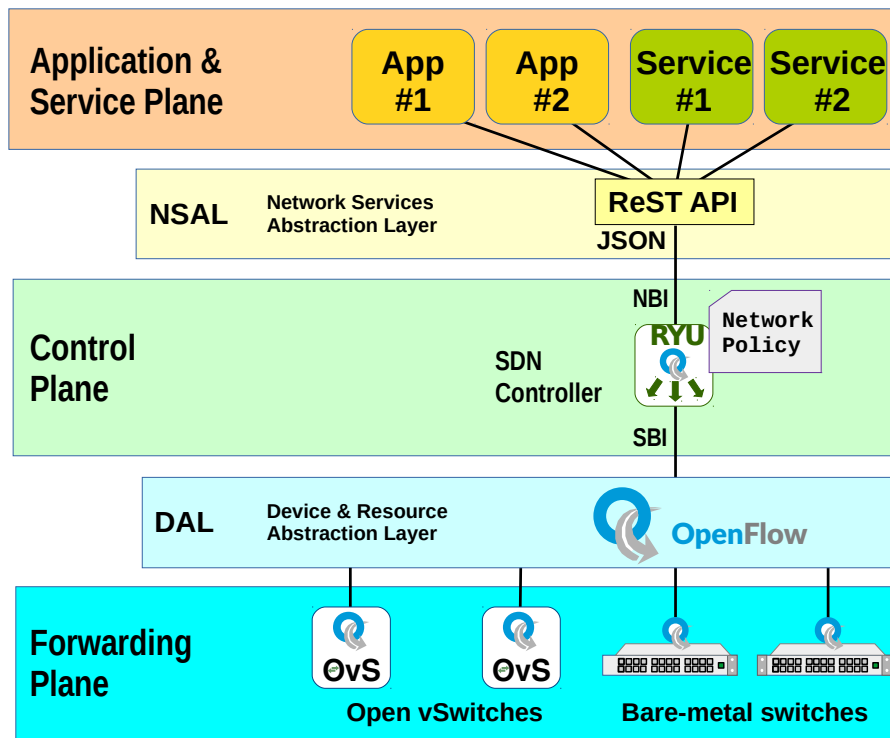 Application &
Service Plane
App
#1
App
#2
Service
#1
Service
#2
NSAL
Network Services
Abstraction Layer
ReST API
JSON
Control
Plane
NBI
SDN
Controller
RYU
Network
Policy
SBI
DAL
Device & Resource
Abstraction Layer
OpenFlow
Forwarding
Plane
OvS
OvS
Open vSwitches
Bare-metal switches